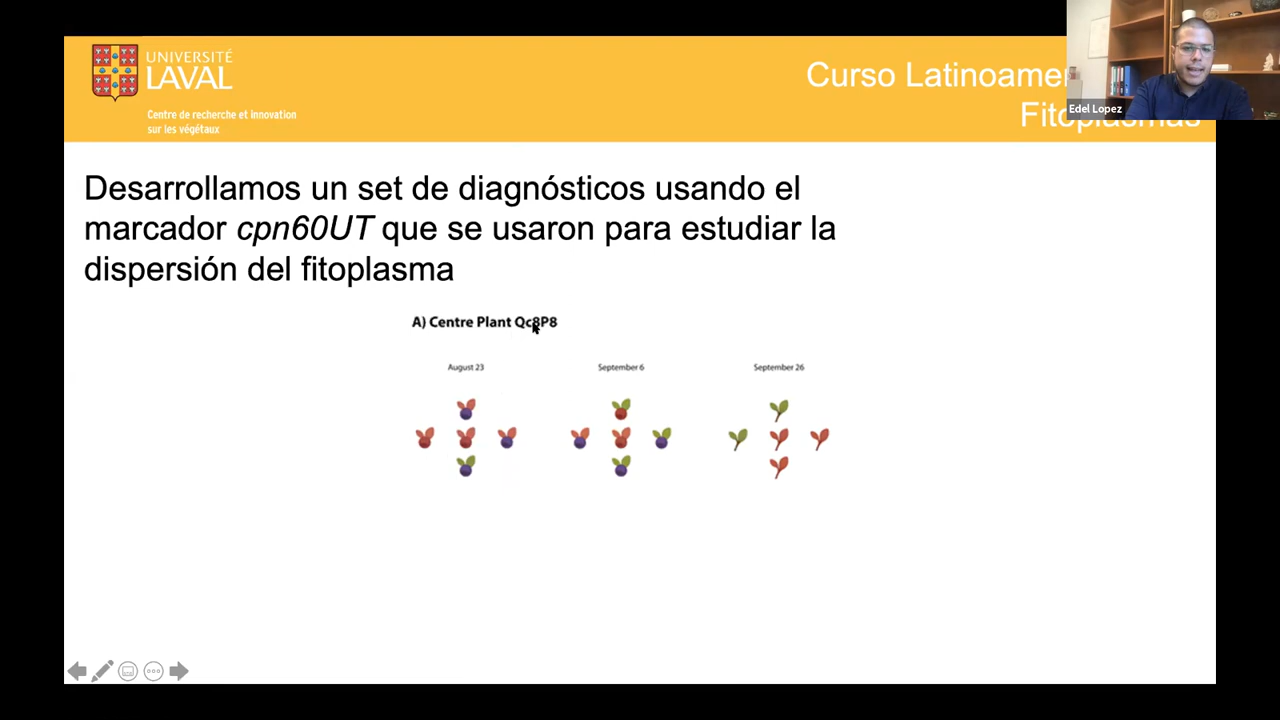 UNIVERSITÉ
LAVAL
Centre de recherche et innovation
sur les végétaux
Curso Latinoamer
Edel Lopez
Desarrollamos un set de diagnósticos usando el
marcador cpn60UT que se usaron para estudiar la
dispersión del fitoplasma
A) Centre Plant Qc8P8
August 23
September 6
September 26